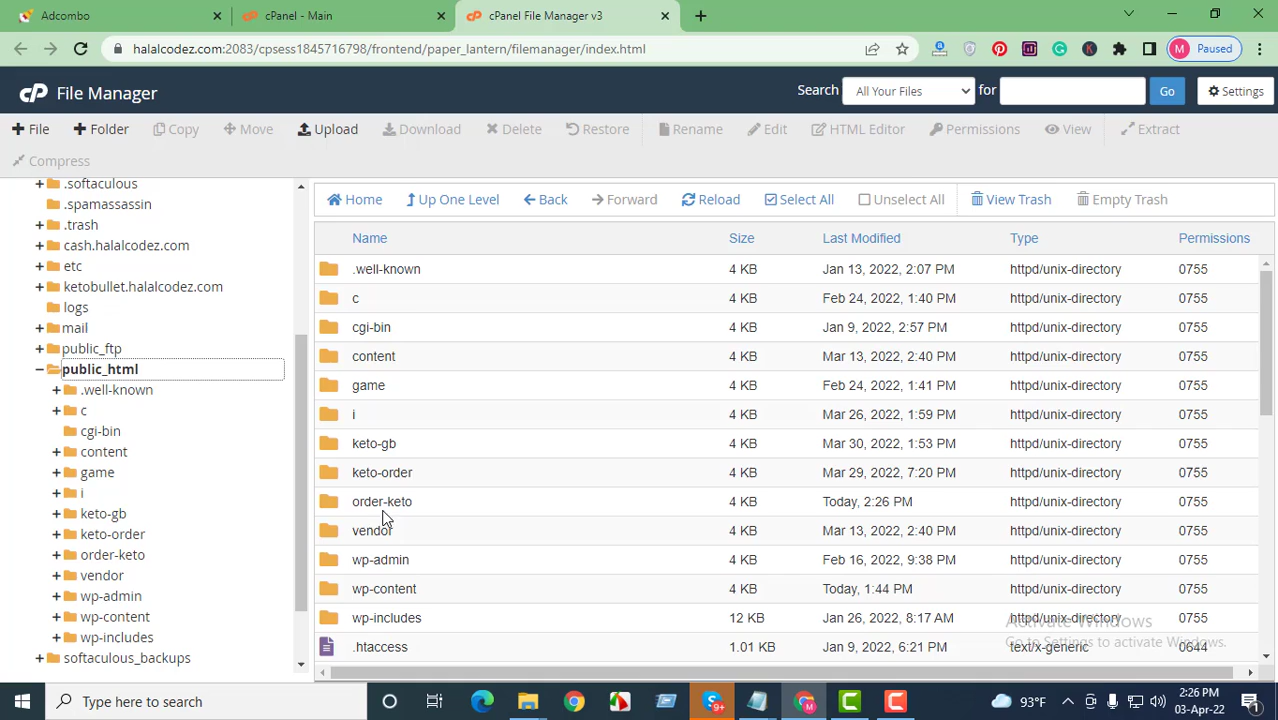 Adcombo
cPanel - Main
cPanel File Manager v3
halalcodez.com:2083/cpsess1845716798/frontend/paper_lantern/filemanager/index.html
M Paused
cP File Manager
Search All Your Files for Go Settings
File Folder Copy Move Upload Download Delete Restore Rename Edit HTML Editor Permissions View Extract
Compress
Home Up One Level Back Forward Reload Select All Unselect All View Trash Empty Trash
.softaculous
.spamassassin
.trash
cash.halalcodez.com
etc
ketobullet.halalcodez.com
logs
mail
public_ftp
public_html
.well-known
c
cgi-bin
content
game
i
keto-gb
keto-order
order-keto
vendor
wp-admin
wp-content
wp-includes
softaculous_backups
Name Size Last Modified Type Permissions
.well-known 4 KB Jan 13, 2022, 2:07 PM httpd/unix-directory 0755
c 4 KB Feb 24, 2022, 1:40 PM httpd/unix-directory 0755
cgi-bin 4 KB Jan 9, 2022, 2:57 PM httpd/unix-directory 0755
content 4 KB Mar 13, 2022, 2:40 PM httpd/unix-directory 0755
game 4 KB Feb 24, 2022, 1:41 PM httpd/unix-directory 0755
i 4 KB Mar 26, 2022, 1:59 PM httpd/unix-directory 0755
keto-gb 4 KB Mar 30, 2022, 1:53 PM httpd/unix-directory 0755
keto-order 4 KB Mar 29, 2022, 7:20 PM httpd/unix-directory 0755
order-keto 4 KB Today, 2:26 PM httpd/unix-directory 0755
vendor 4 KB Mar 13, 2022, 2:40 PM httpd/unix-directory 0755
wp-admin 4 KB Feb 16, 2022, 9:38 PM httpd/unix-directory 0755
wp-content 4 KB Today, 1:44 PM httpd/unix-directory 0755
wp-includes 12 KB Jan 26, 2022, 8:17 AM httpd/unix-directory 0755
.htaccess 1.01 KB Jan 9, 2022, 6:21 PM text/x-generic 0644
Activate Windows
Go to Settings to activate Windows.
Type here to search
9+
M
93°F
2:26 PM
03-Apr-22
1